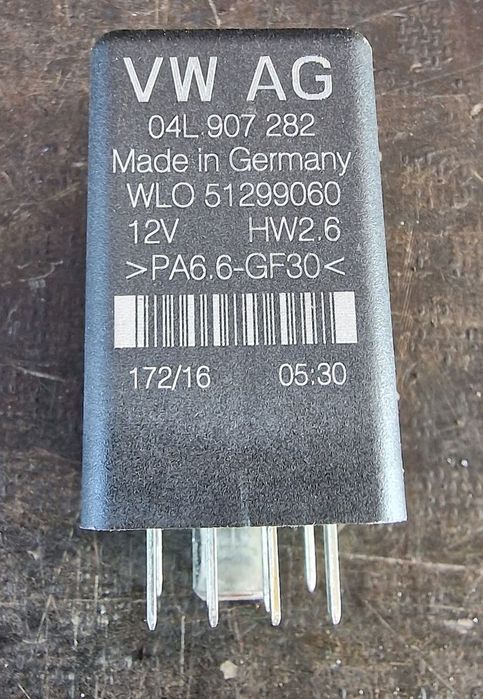 VW AG
04L 907 282
Made in Germany
WLO 51299060
12V HW2.6
>PA6.6-GF30<
172/16 05:30